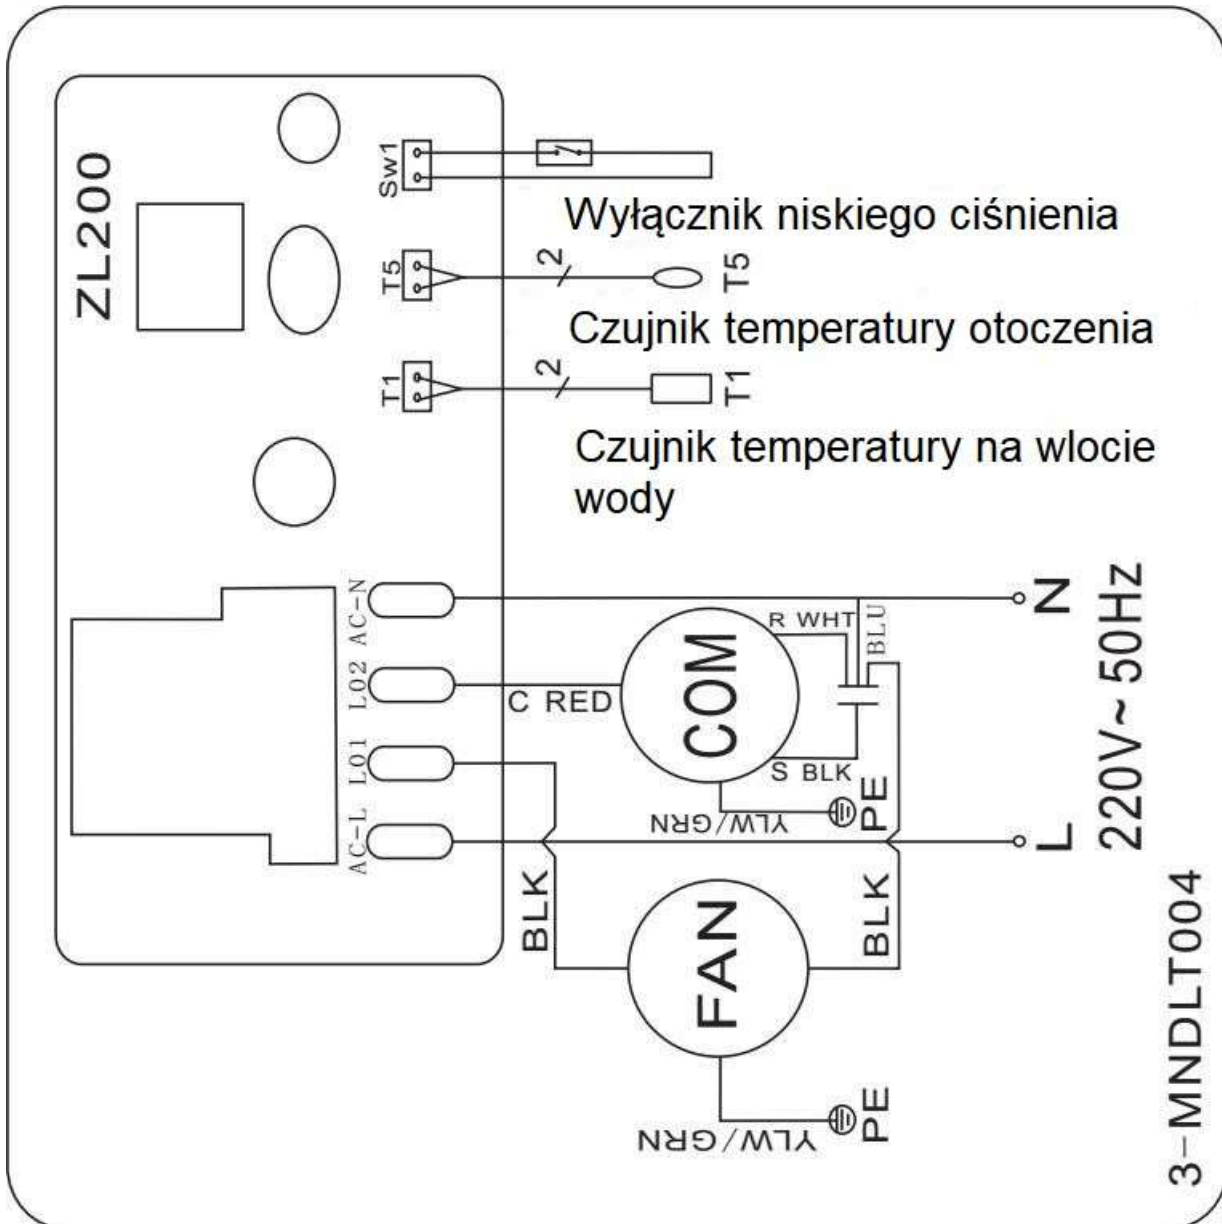 ZL200
Sw1
Wyłącznik niskiego ciśnienia
T5
2
T5
Czujnik temperatury otoczenia
T1
2
T1
Czujnik temperatury na wlocie
wody
AC-N
N
R WHT
BLU
LO2
C RED
COM
S BLK
LO1
YLW/GRN
PE
AC-L
L
220V~ 50Hz
BLK
FAN
BLK
YLW/GRN
PE
3-MNDLT004